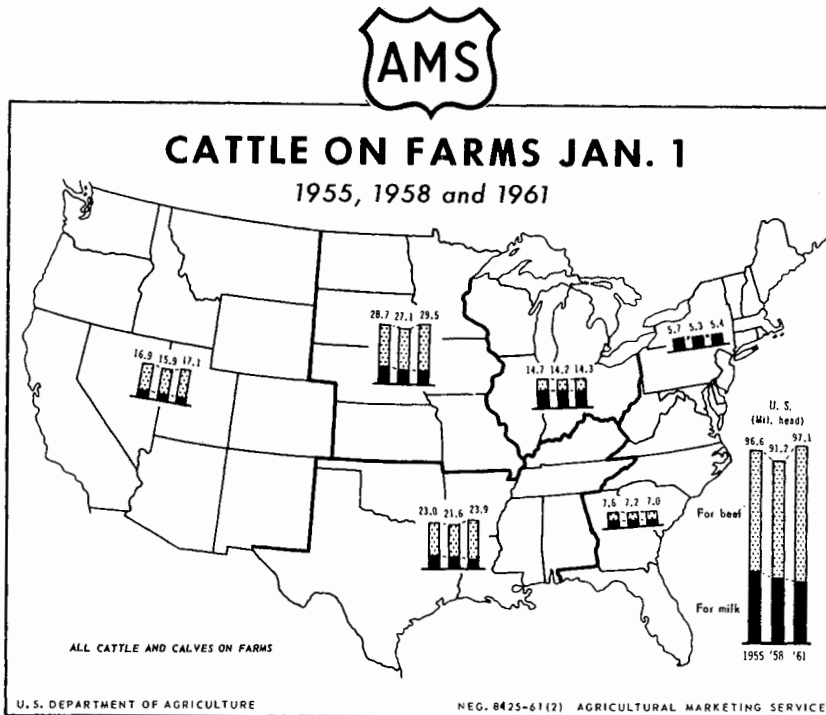 AMS
CATTLE ON FARMS JAN. 1
1955, 1958 and 1961
28.7 27.1 29.5
5.7 5.3 5.4
16.9 15.9 17.1
14.7 14.2 14.3
U. S.
(Mil. head)
96.6 91.2 97.1
23.0 21.6 23.9
7.6 7.2 7.0
For beef
For milk
ALL CATTLE AND CALVES ON FARMS
1955 '58 '61
U. S. DEPARTMENT OF AGRICULTURE
NEG. 8425-61(2) AGRICULTURAL MARKETING SERVICE